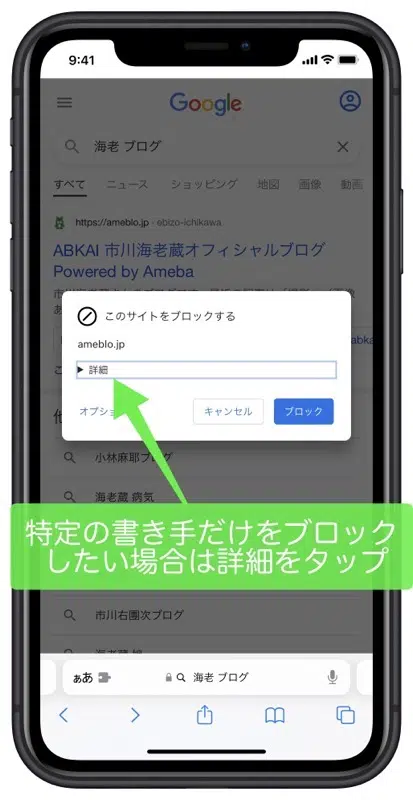 9:41
Google
海老 ブログ
すべて ニュース ショッピング 地図 画像 動画
https://ameblo.jp › ebizo-ichikawa
ABKAI 市川海老蔵オフィシャルブログ
Powered by Ameba
このサイトをブロックする
ameblo.jp
詳細
オプショ
キャンセル
ブロック
小林麻耶ブログ
海老蔵 病気
特定の書き手だけをブロック
したい場合は詳細をタップ
市川右團次ブログ
ぁあ
海老 ブログ